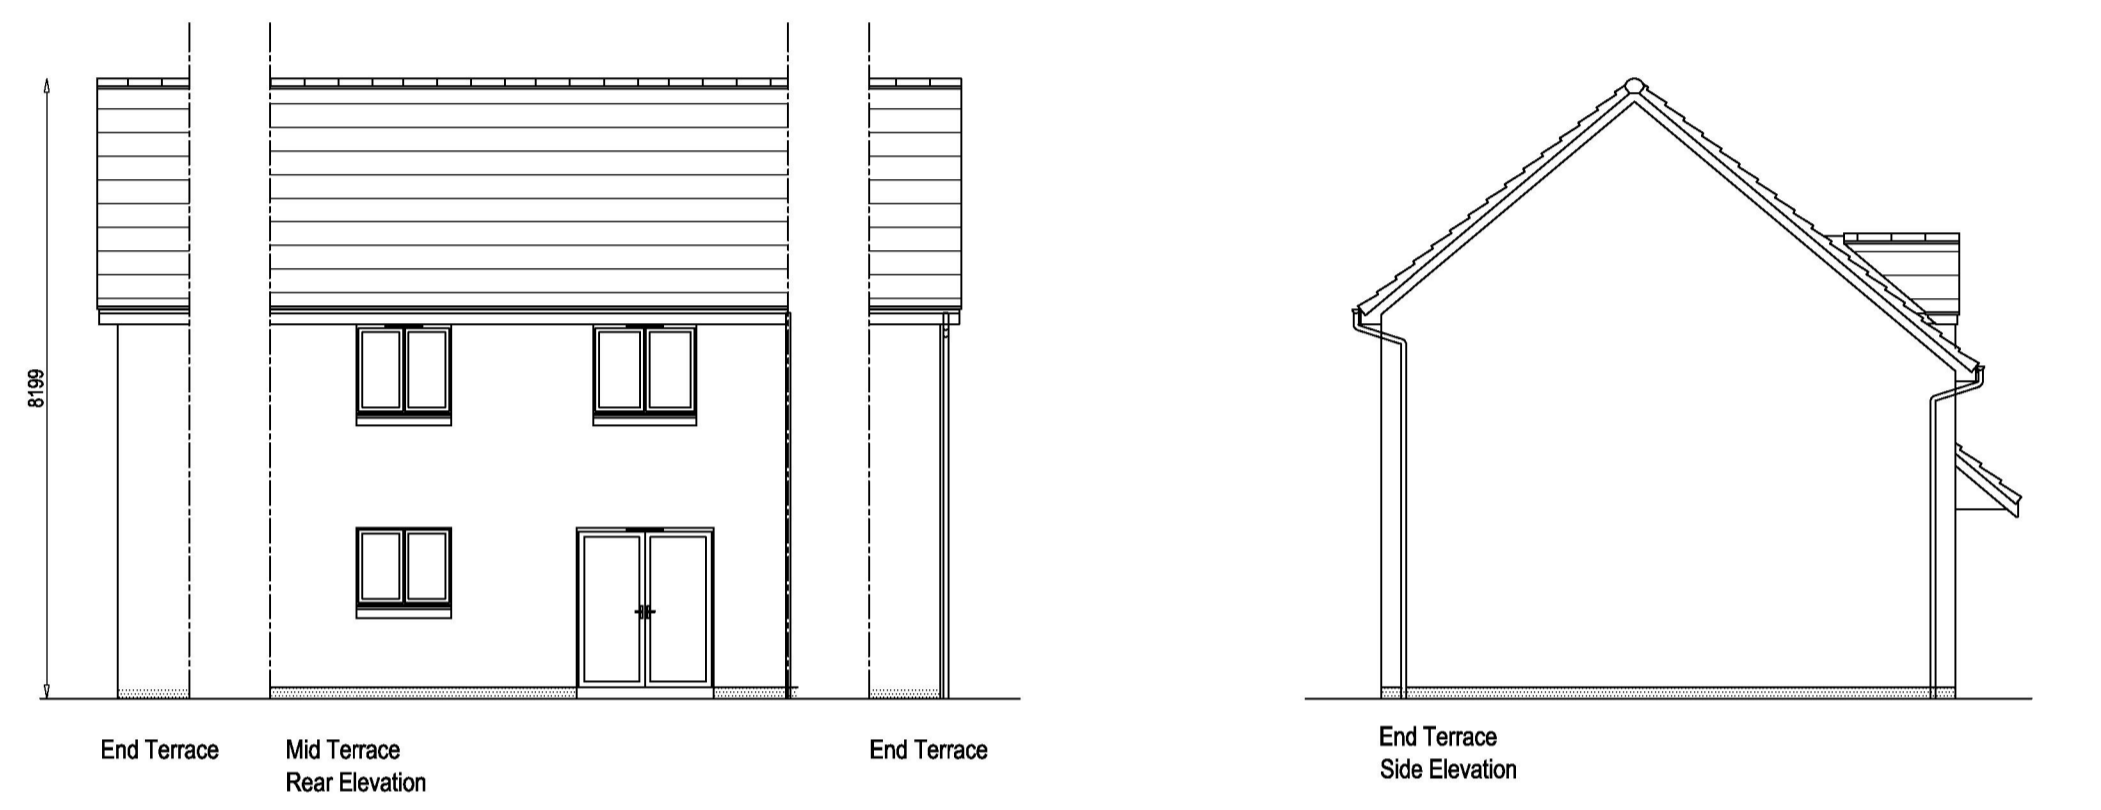 8199
End Terrace
Mid Terrace
Rear Elevation
End Terrace
End Terrace
Side Elevation